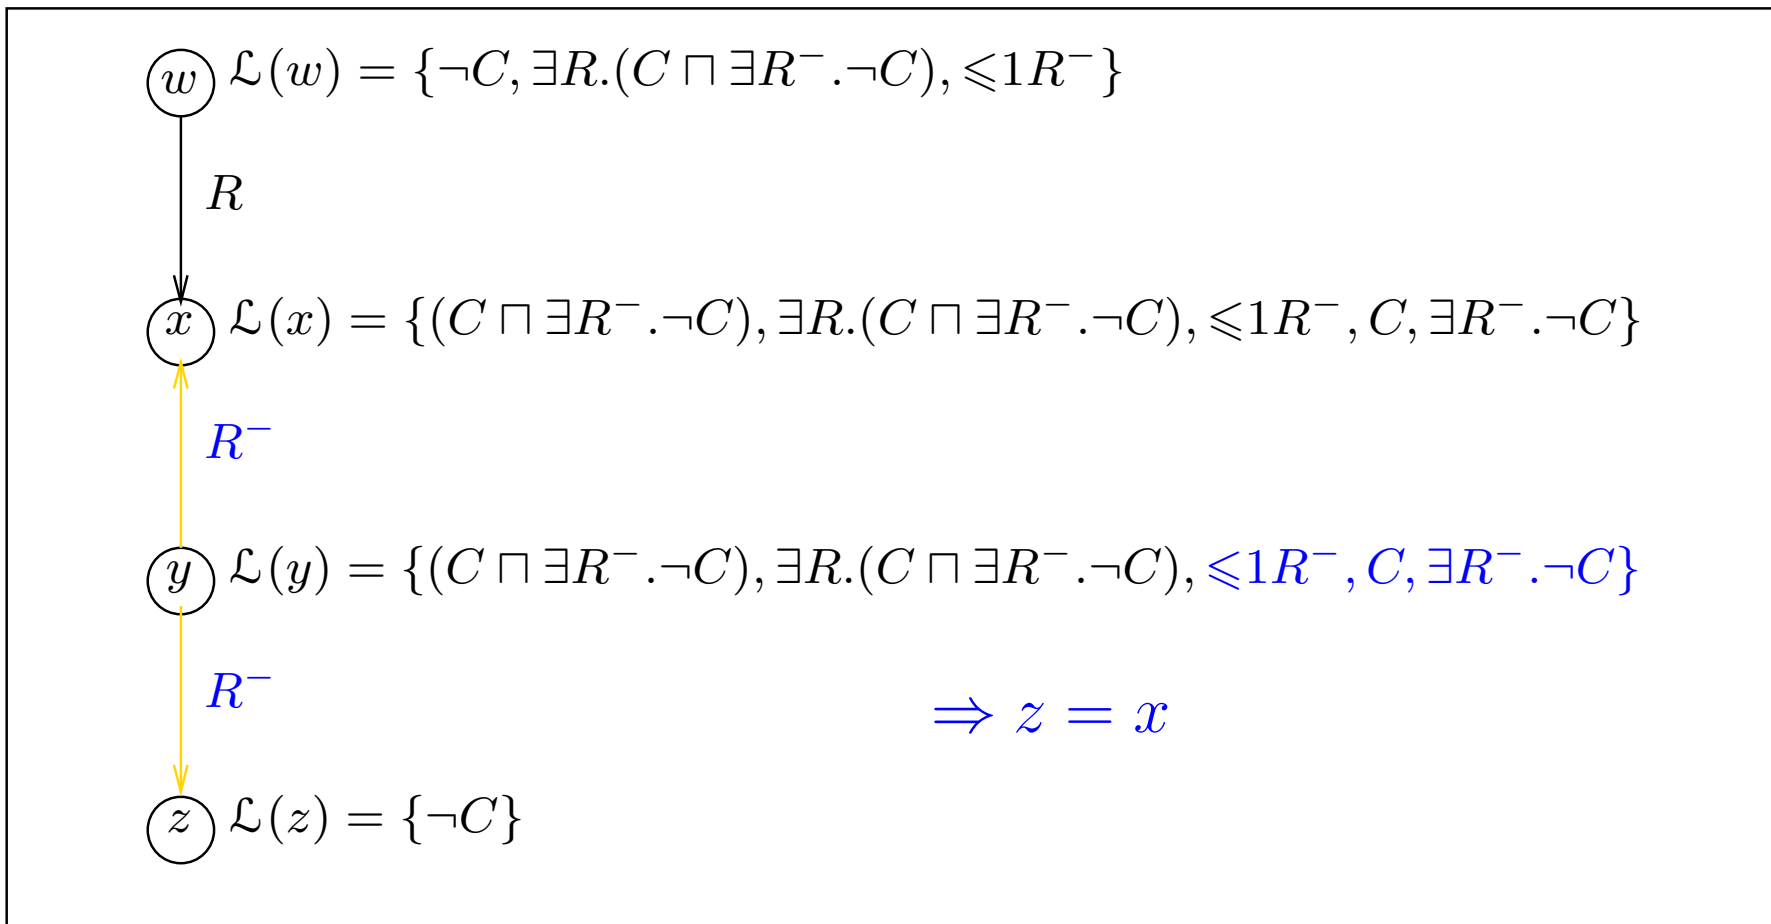 w ℒ(w) = {¬C, ∃R.(C ⊓ ∃R⁻.¬C), ⩽1R⁻}
R
x ℒ(x) = {(C ⊓ ∃R⁻.¬C), ∃R.(C ⊓ ∃R⁻.¬C), ⩽1R⁻, C, ∃R⁻.¬C}
R⁻
y ℒ(y) = {(C ⊓ ∃R⁻.¬C), ∃R.(C ⊓ ∃R⁻.¬C), ⩽1R⁻, C, ∃R⁻.¬C}
R⁻
⇒ z = x
z ℒ(z) = {¬C}